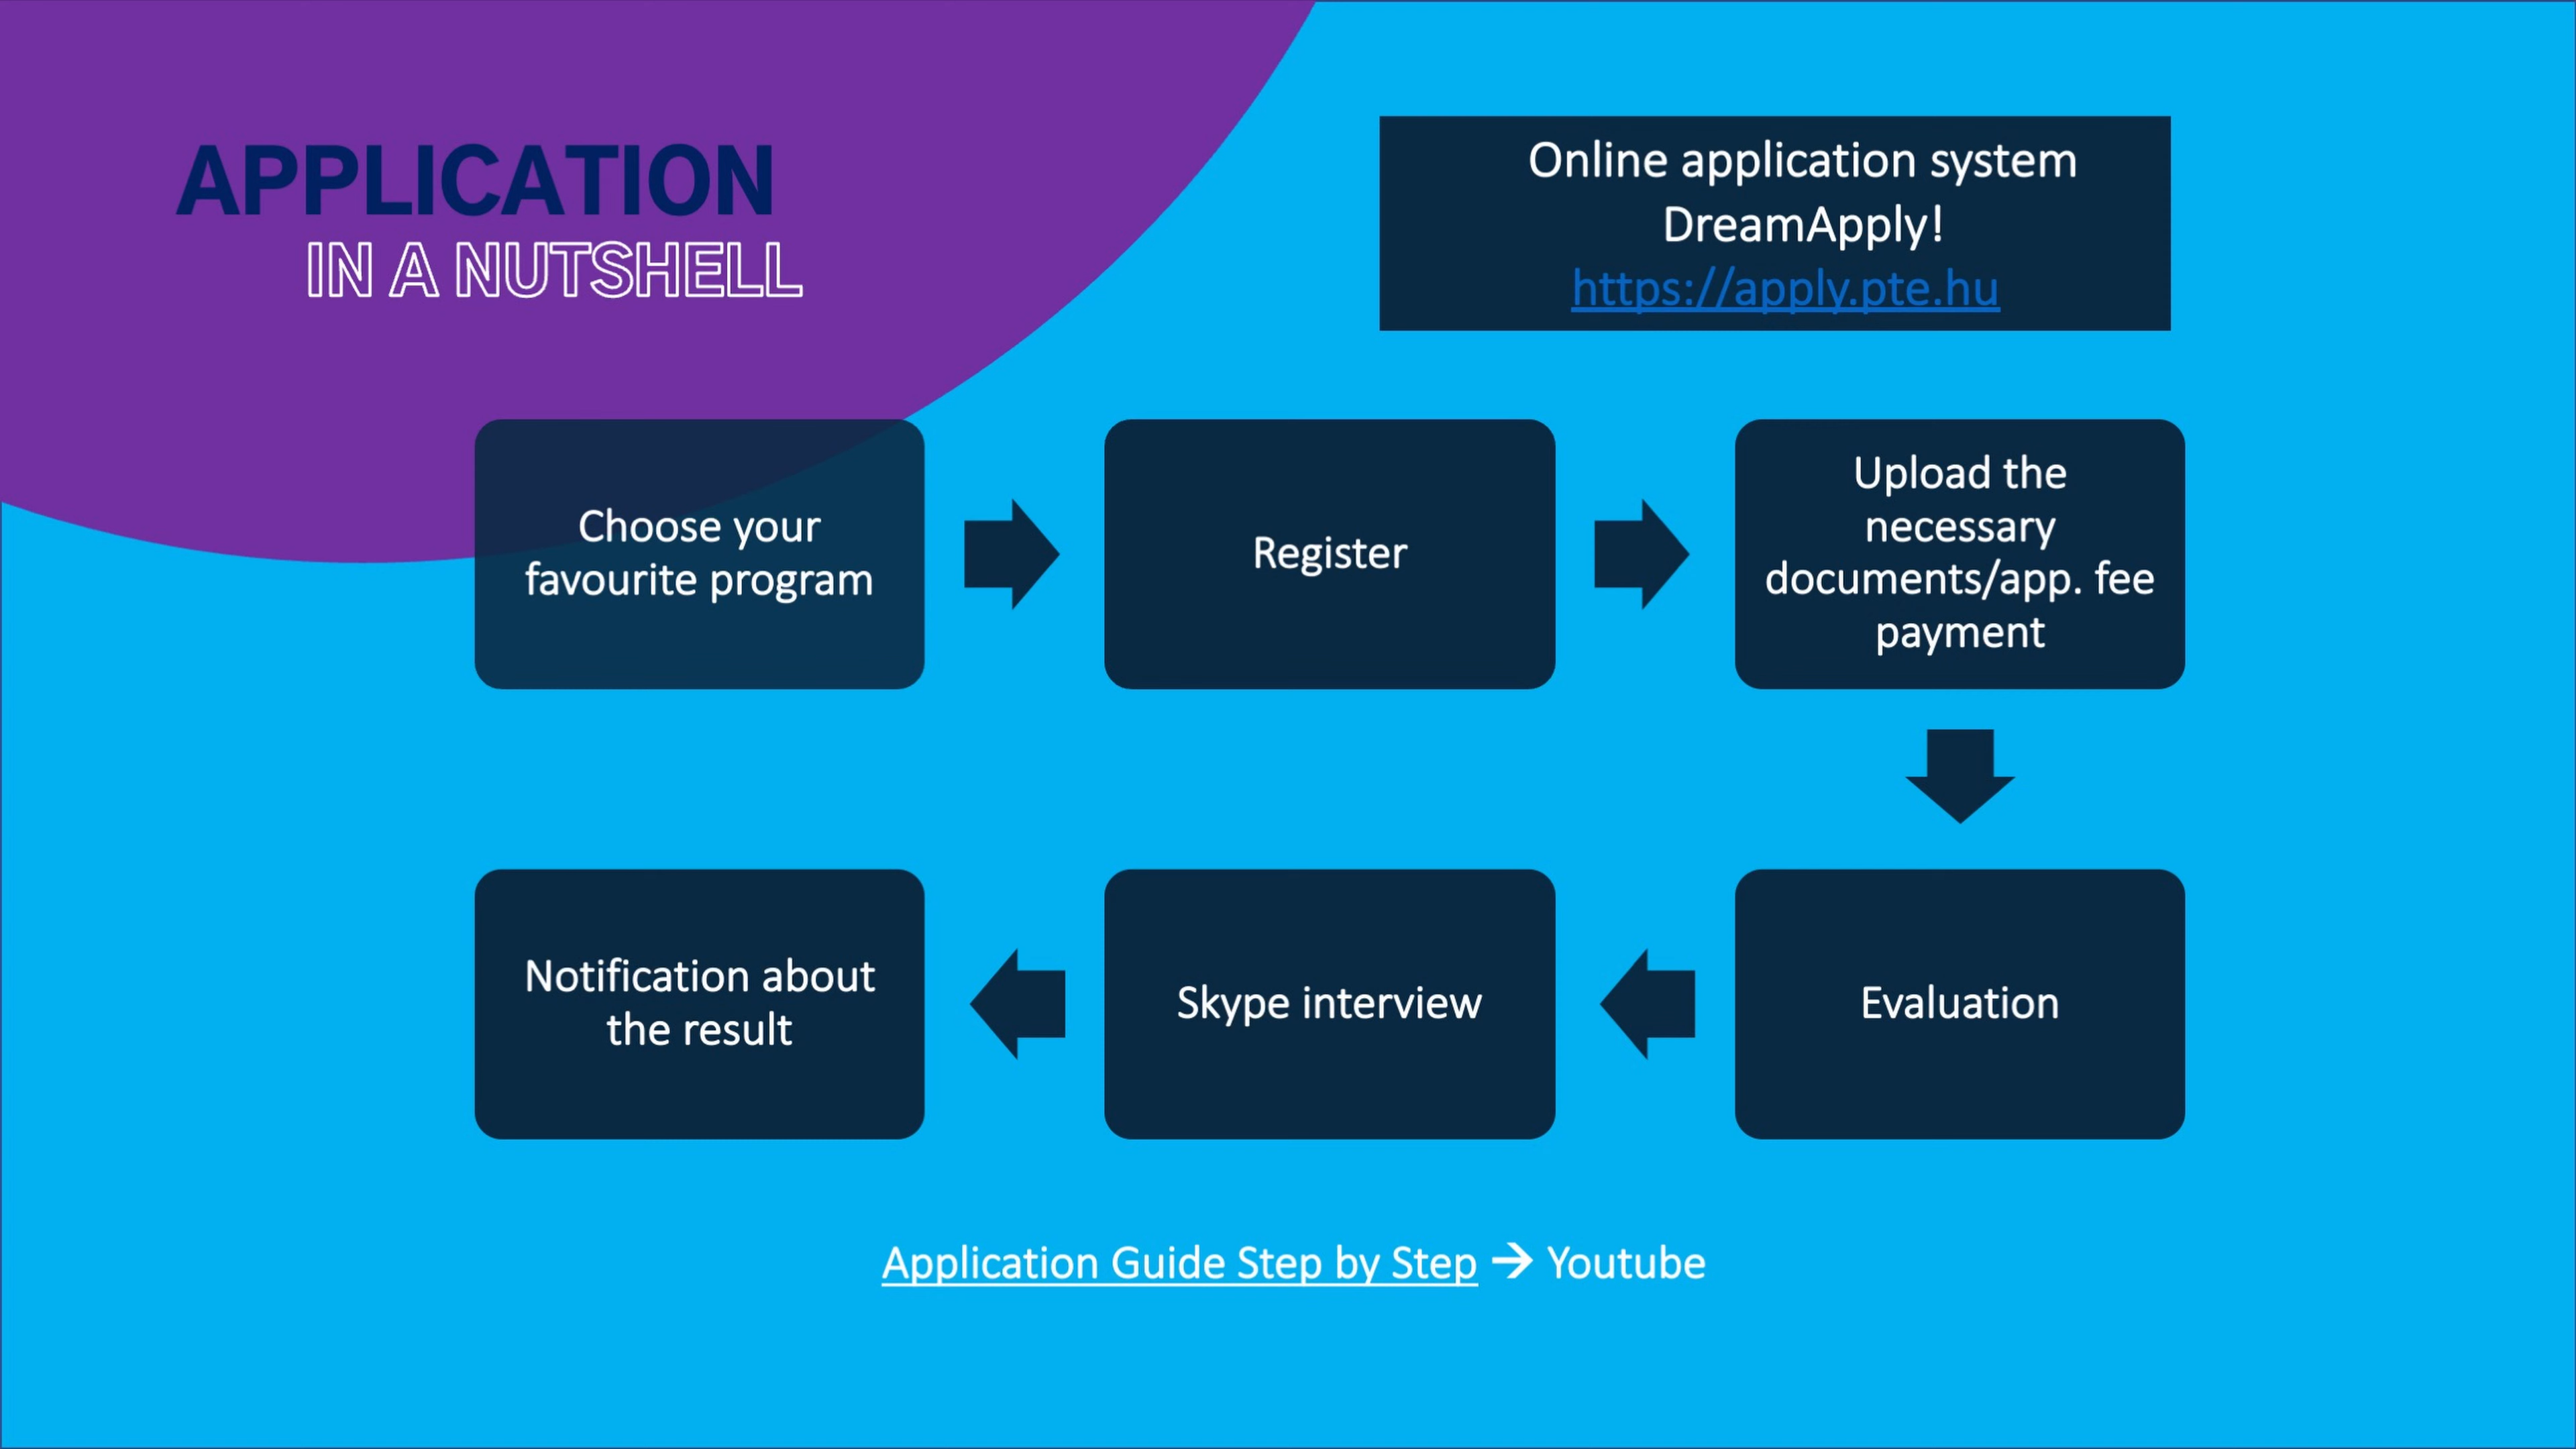 APPLICATION
IN A NUTSHELL
Online application system
DreamApply!
https://apply.pte.hu
Choose your
favourite program
Register
Upload the
necessary
documents/app. fee
payment
Evaluation
Skype interview
Notification about
the result
Application Guide Step by Step → Youtube